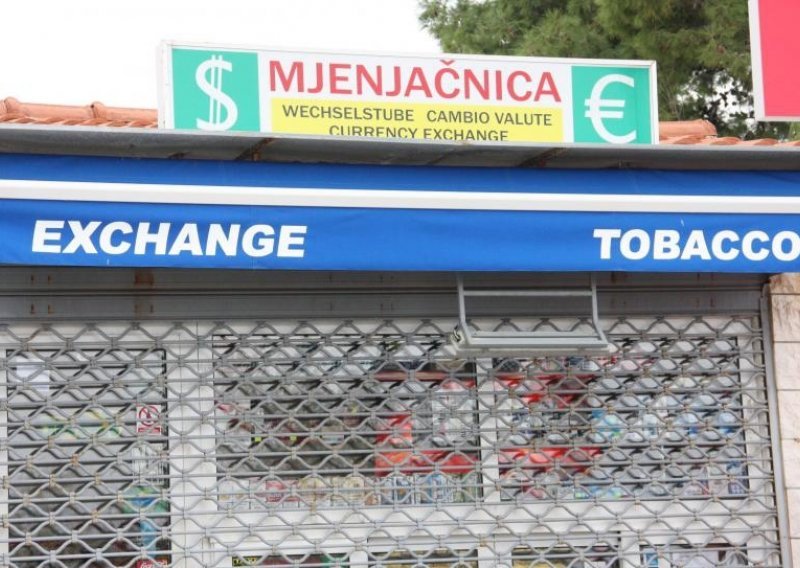 $ MJENJAČNICA €
WECHSELSTUBE CAMBIO VALUTE
CURRENCY EXCHANGE
EXCHANGE TOBACCO